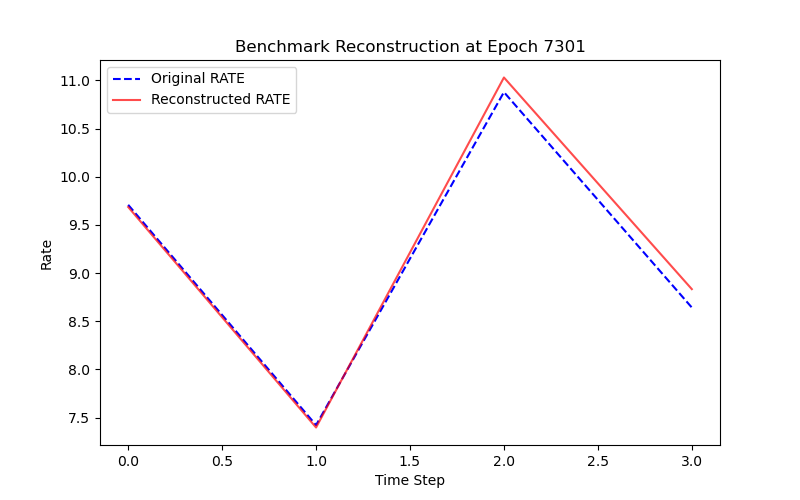 Benchmark Reconstruction at Epoch 7301
Original RATE
Reconstructed RATE
11.0
10.5
10.0
9.5
9.0
8.5
8.0
7.5
Rate
0.0 0.5 1.0 1.5 2.0 2.5 3.0
Time Step